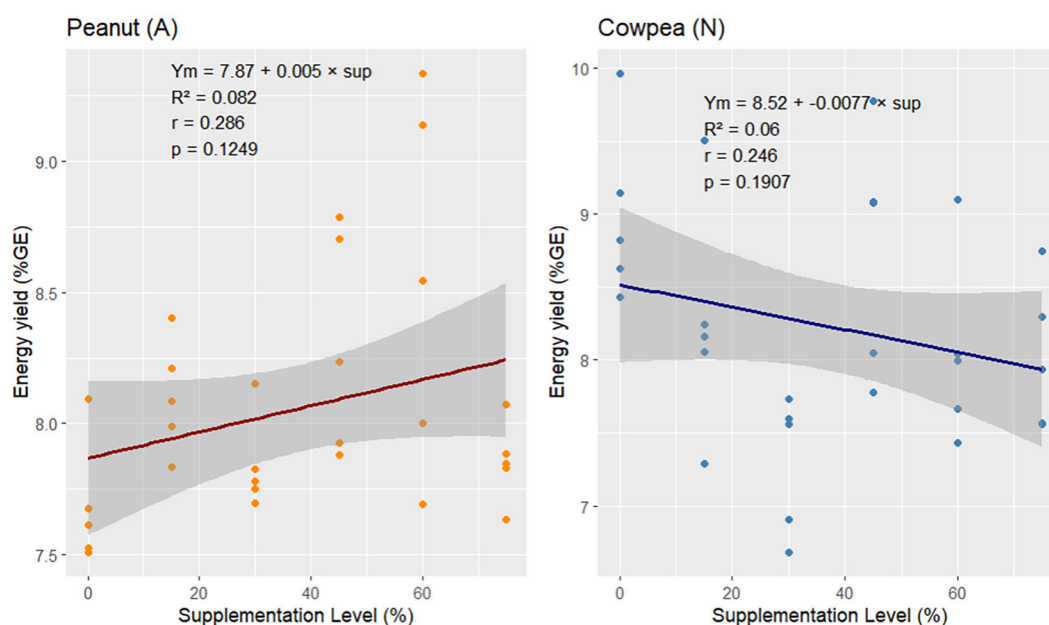 Peanut (A)
Ym = 7.87 + 0.005 × sup
R² = 0.082
r = 0.286
p = 0.1249
Energy yield (%GE)
9.0
8.5
8.0
7.5
0
20
40
60
Supplementation Level (%)
Cowpea (N)
Ym = 8.52 + -0.0077 × sup
R² = 0.06
r = 0.246
p = 0.1907
Energy yield (%GE)
10
9
8
7
0
20
40
60
Supplementation Level (%)